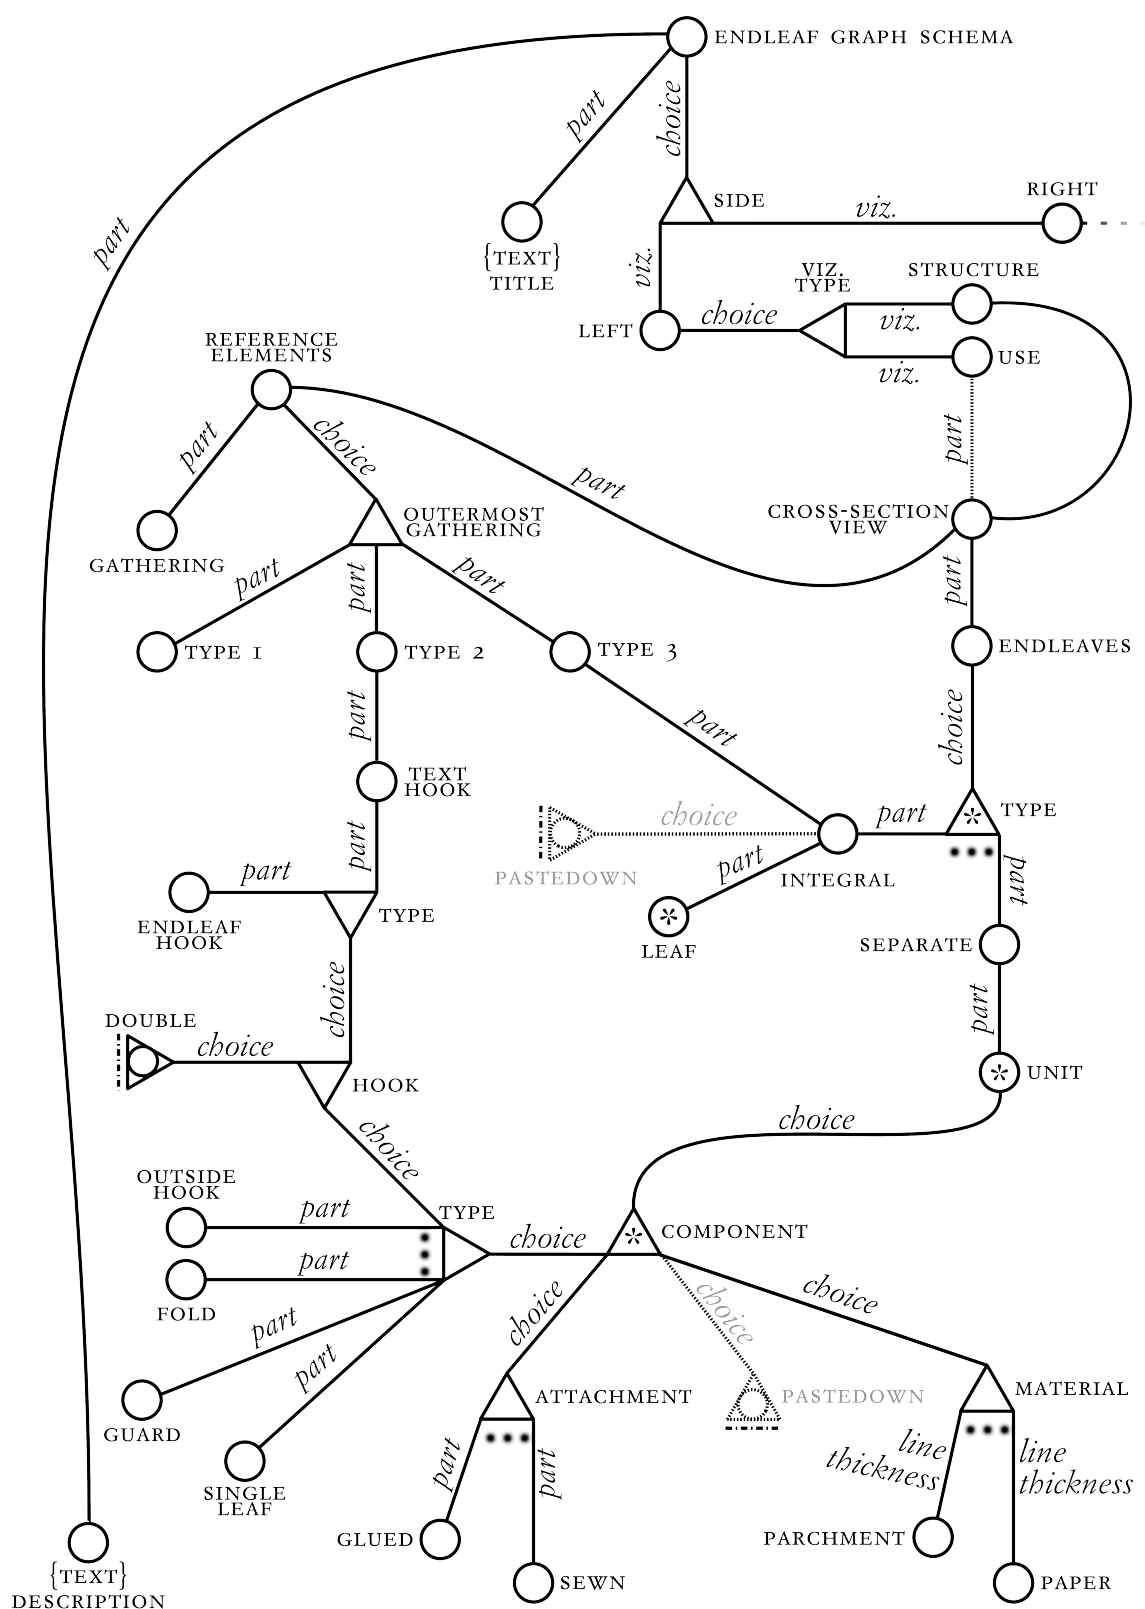 ENDLEAF GRAPH SCHEMA
part
choice
part
SIDE
RIGHT
viz.
{TEXT}
TITLE
viz.
VIZ.
TYPE
STRUCTURE
LEFT
choice
viz.
USE
viz.
REFERENCE
ELEMENTS
part
choice
part
part
CROSS-SECTION
VIEW
OUTERMOST
GATHERING
GATHERING
part
part
part
part
ENDLEAVES
TYPE 1
TYPE 2
TYPE 3
part
part
choice
TEXT
HOOK
TYPE
*
choice
part
part
PASTEDOWN
part
INTEGRAL
part
part
ENDLEAF
HOOK
TYPE
*
LEAF
SEPARATE
choice
part
DOUBLE
choice
HOOK
*
UNIT
choice
choice
OUTSIDE
HOOK
part
TYPE
choice
*
COMPONENT
part
FOLD
part
choice
choice
choice
part
GUARD
SINGLE
LEAF
ATTACHMENT
PASTEDOWN
MATERIAL
part
part
line
thickness
line
thickness
GLUED
SEWN
PARCHMENT
PAPER
{TEXT}
DESCRIPTION